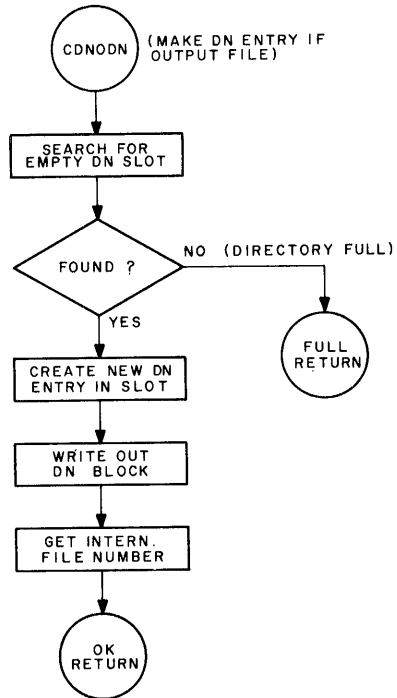 CDNODN
(MAKE DN ENTRY IF
OUTPUT FILE)
SEARCH FOR
EMPTY DN SLOT
FOUND ?
NO (DIRECTORY FULL)
YES
FULL
RETURN
CREATE NEW DN
ENTRY IN SLOT
WRITE OUT
DN BLOCK
GET INTERN.
FILE NUMBER
OK
RETURN